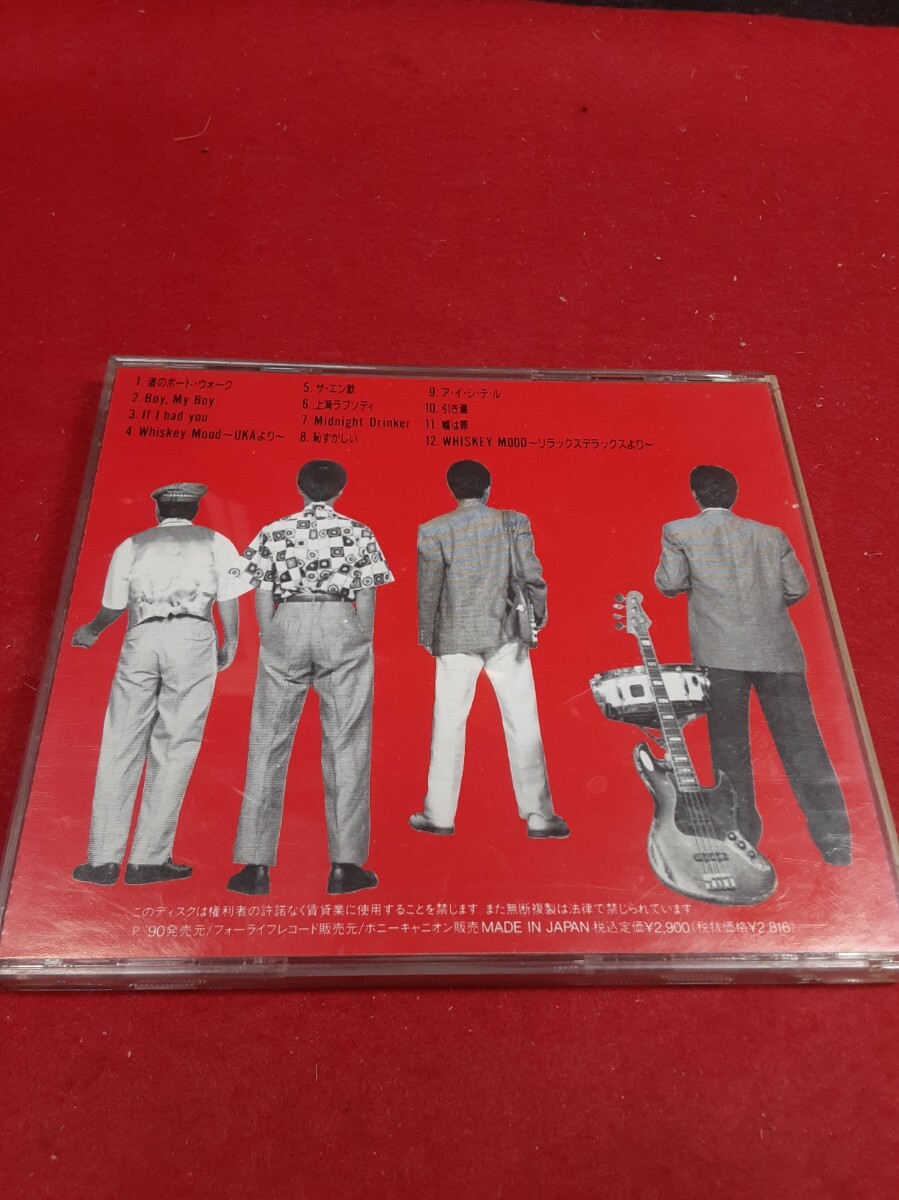 1. 渚のボート・ウォーク
2. Boy, My Boy
3. If I had you
4. Whiskey Mood〜UKAより〜
5. ザ・エン歌
6. 上海ラプソディ
7. Midnight Drinker
8. 恥ずかしい
9. ア・イ・シ・テ・ル
10. 引き潮
11. 嘘は罪
12. WHISKEY MOOD〜リラックスデラックスより〜
このディスクは権利者の許諾なく賃貸業に使用することを禁じます また無断複製は法律で禁じられています
P. '90発売元/フォーライフレコード販売元/ポニーキャニオン販売 MADE IN JAPAN 税込定価¥2,900(税抜価格¥2,816)